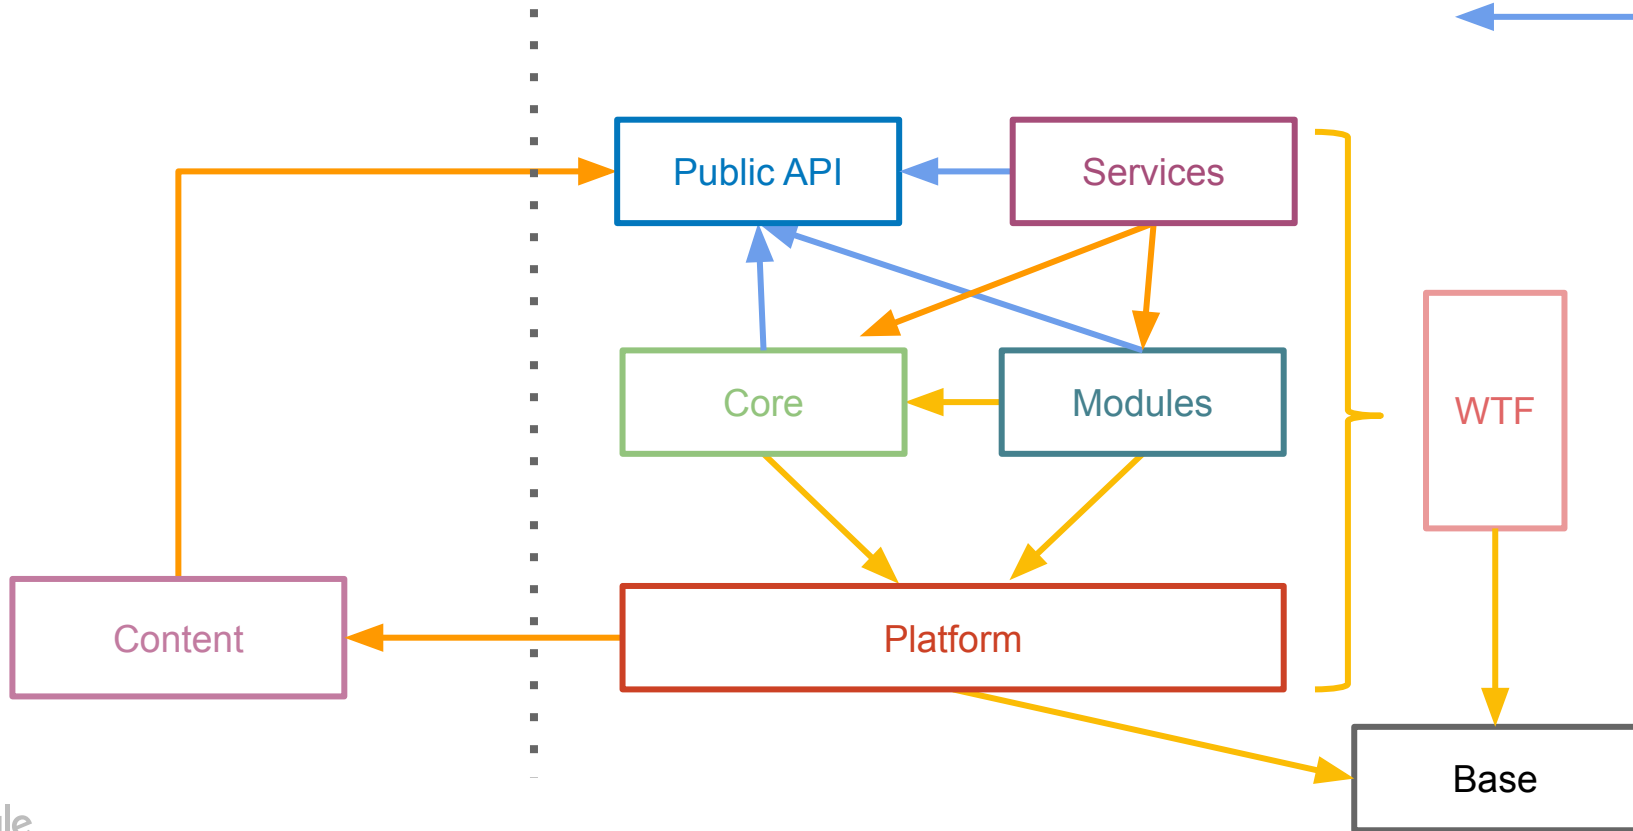 Public API
Services
Core
Modules
WTF
Content
Platform
Base